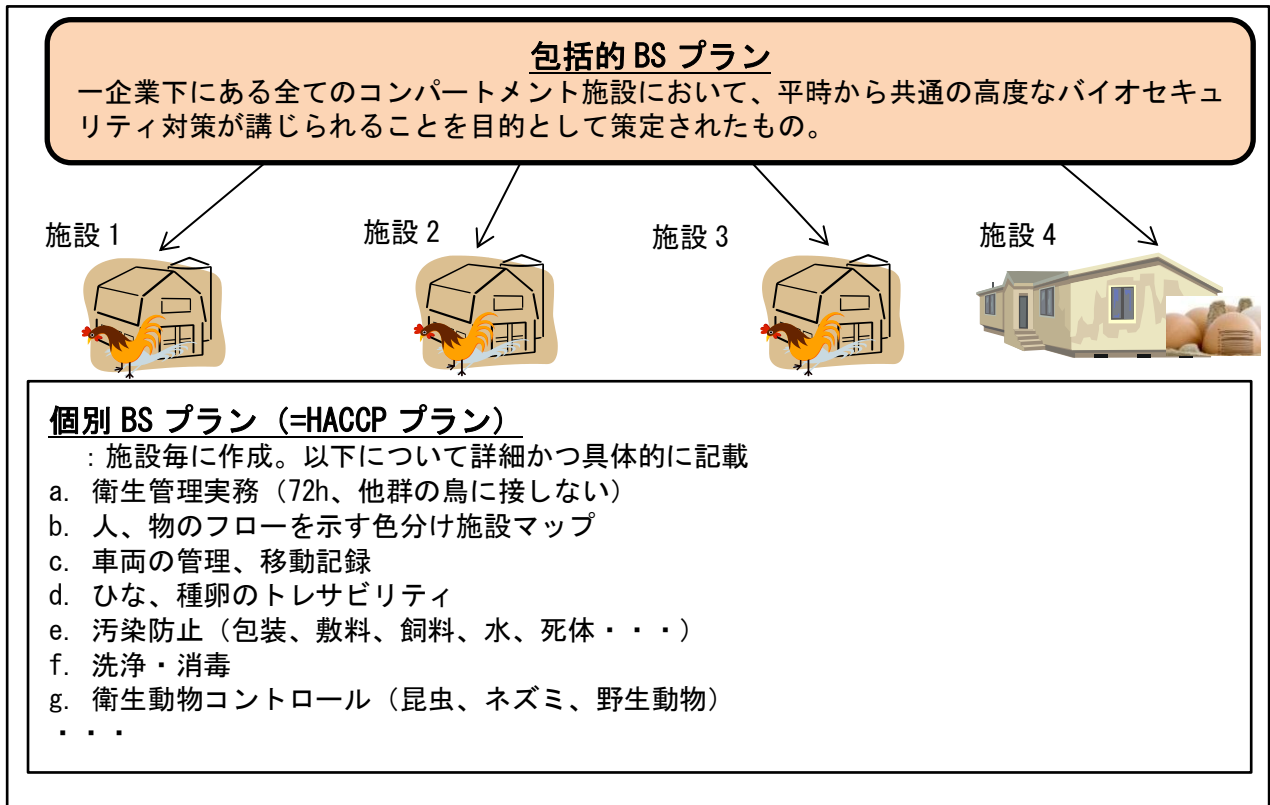 包括的 BS プラン
一企業下にある全てのコンパートメント施設において、平時から共通の高度なバイオセキュ
リティ対策が講じられることを目的として策定されたもの。
施設 1
施設 2
施設 3
施設 4
個別 BS プラン（=HACCP プラン）
：施設毎に作成。以下について詳細かつ具体的に記載
a. 衛生管理実務（72h、他群の鳥に接しない）
b. 人、物のフローを示す色分け施設マップ
c. 車両の管理、移動記録
d. ひな、種卵のトレサビリティ
e. 汚染防止（包装、敷料、飼料、水、死体・・・）
f. 洗浄・消毒
g. 衛生動物コントロール（昆虫、ネズミ、野生動物）
・・・